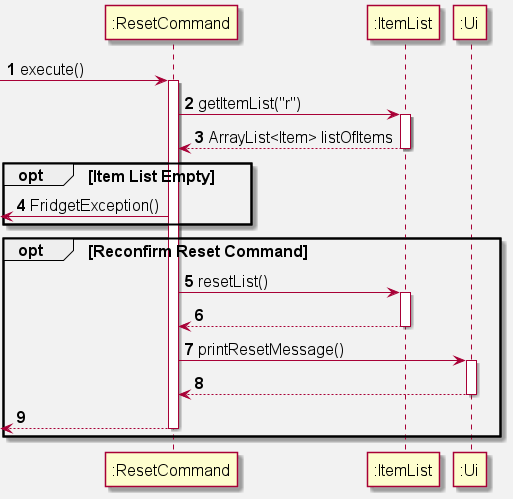 :ResetCommand :ItemList :Ui
1 execute()
2 getItemList("r")
3 ArrayList<Item> listOfItems
opt [Item List Empty]
4 FridgetException()
opt [Reconfirm Reset Command]
5 resetList()
6
7 printResetMessage()
8
9
:ResetCommand :ItemList :Ui